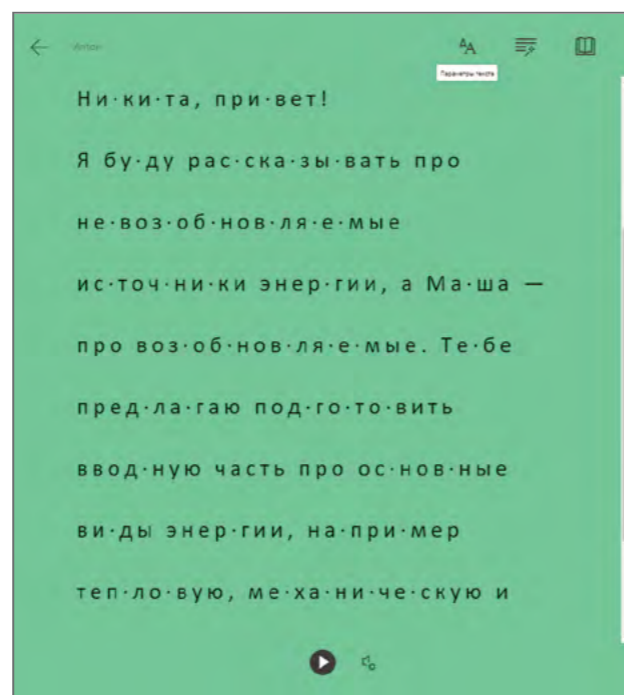 Антон
Параметры текста
Ни·ки·та, при·вет!
Я бу·ду рас·ска·зы·вать про
не·воз·об·нов·ля·е·мые
ис·точ·ни·ки энер·гии, а Ма·ша —
про воз·об·нов·ля·е·мые. Те·бе
пред·ла·гаю под·го·то·вить
ввод·ную часть про ос·нов·ные
ви·ды энер·гии, на·при·мер
теп·ло·вую, ме·ха·ни·че·скую и